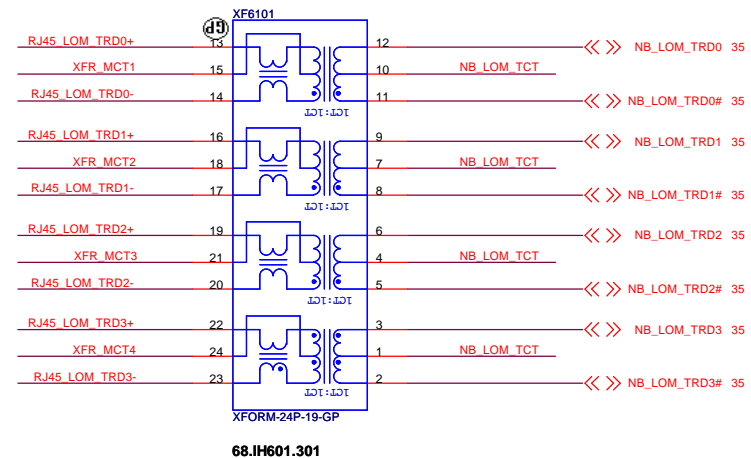 XF6101
GP
RJ45_LOM_TRD0+ 13 12 NB_LOM_TRD0 35
XFR_MCT1 15 10 NB_LOM_TCT
RJ45_LOM_TRD0- 14 11 NB_LOM_TRD0# 35
1CT:1CT
RJ45_LOM_TRD1+ 16 9 NB_LOM_TRD1 35
XFR_MCT2 18 7 NB_LOM_TCT
RJ45_LOM_TRD1- 17 8 NB_LOM_TRD1# 35
1CT:1CT
RJ45_LOM_TRD2+ 19 6 NB_LOM_TRD2 35
XFR_MCT3 21 4 NB_LOM_TCT
RJ45_LOM_TRD2- 20 5 NB_LOM_TRD2# 35
1CT:1CT
RJ45_LOM_TRD3+ 22 3 NB_LOM_TRD3 35
XFR_MCT4 24 1 NB_LOM_TCT
RJ45_LOM_TRD3- 23 2 NB_LOM_TRD3# 35
1CT:1CT
XFORM-24P-19-GP
68.IH601.301